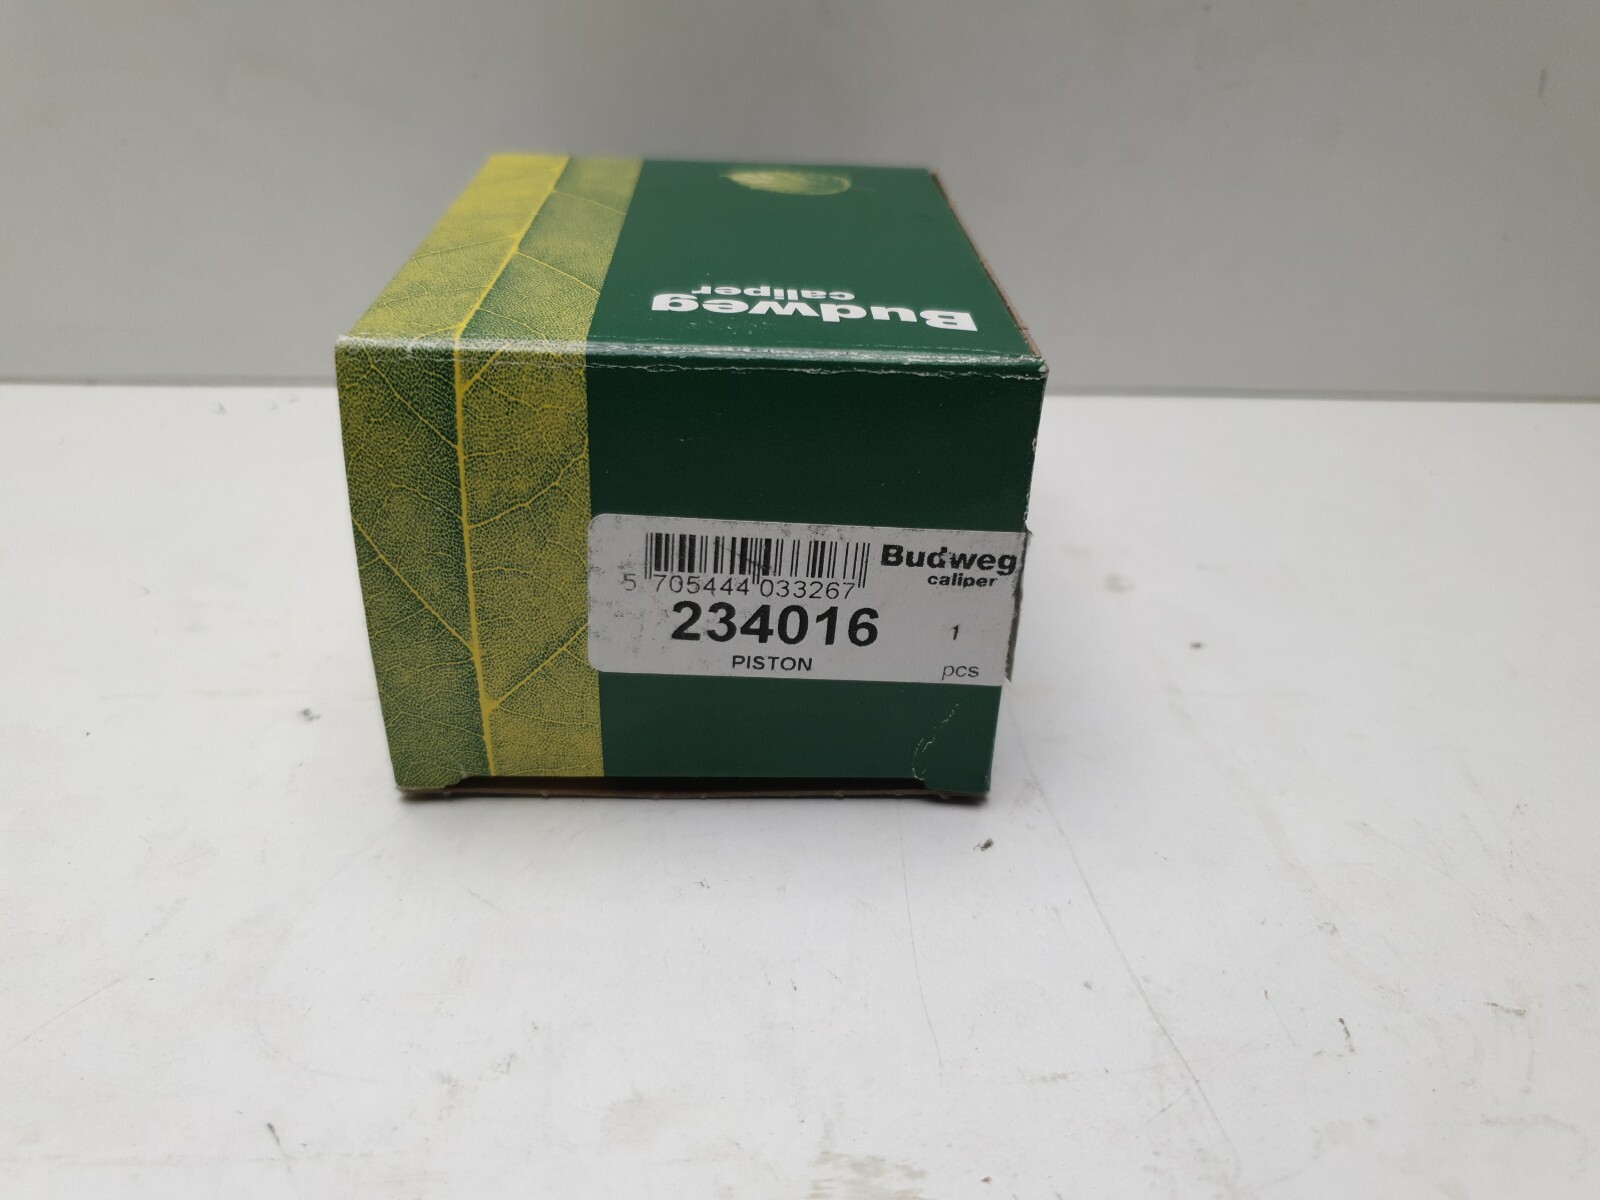 Budweg
caliper
5 705444 033267
Budweg
caliper
234016
1
PISTON
pcs